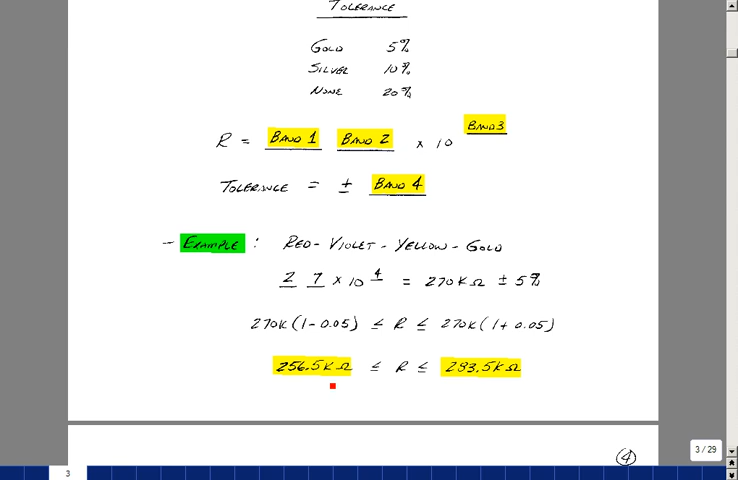 TOLERANCE
GOLD 5%
SILVER 10%
NONE 20%
R = BAND 1 BAND 2 × 10 BAND 3
TOLERANCE = ± BAND 4
- EXAMPLE : RED - VIOLET - YELLOW - GOLD
2 7 × 10 4 = 270K Ω ± 5%
270K (1 - 0.05) ≤ R ≤ 270K (1 + 0.05)
256.5K Ω ≤ R ≤ 283.5K Ω
3 / 29
4
3